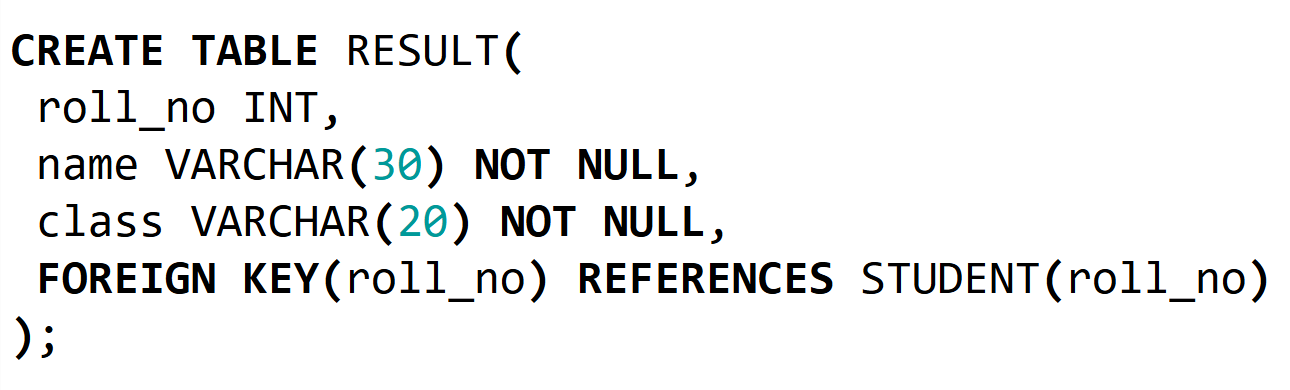 CREATE TABLE RESULT(
roll_no INT,
name VARCHAR(30) NOT NULL,
class VARCHAR(20) NOT NULL,
FOREIGN KEY(roll_no) REFERENCES STUDENT(roll_no)
);